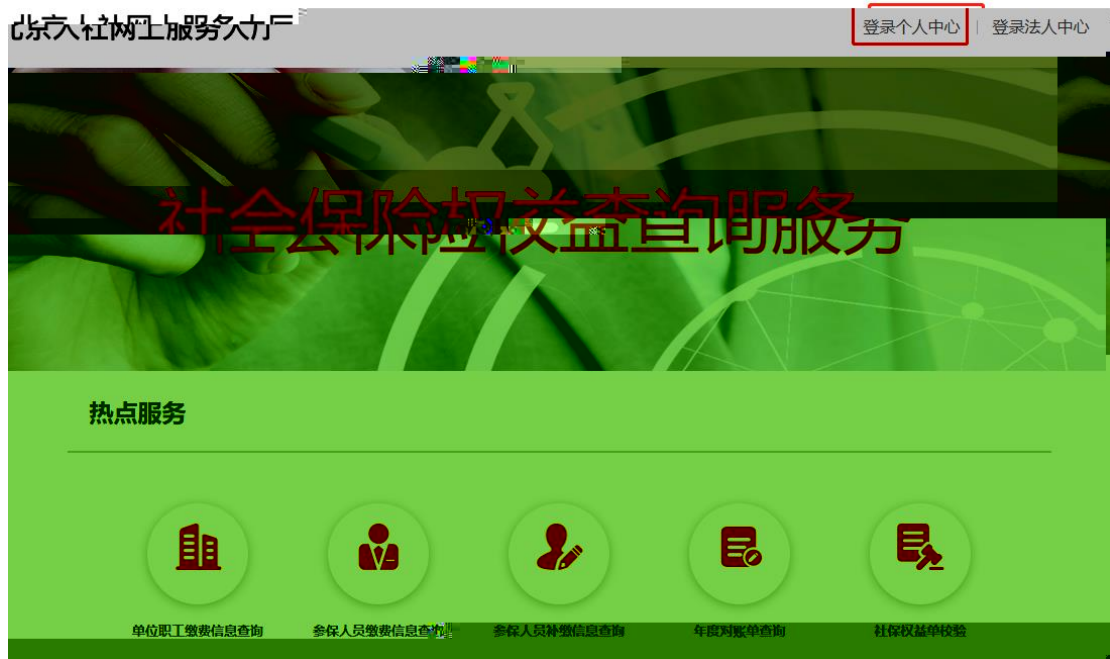 北京人社网上服务大厅
登录个人中心 | 登录法人中心
社会保险权益查询服务
热点服务
单位职工缴费信息查询
参保人员缴费信息查询
参保人员补缴信息查询
年度对账单查询
社保权益单校验